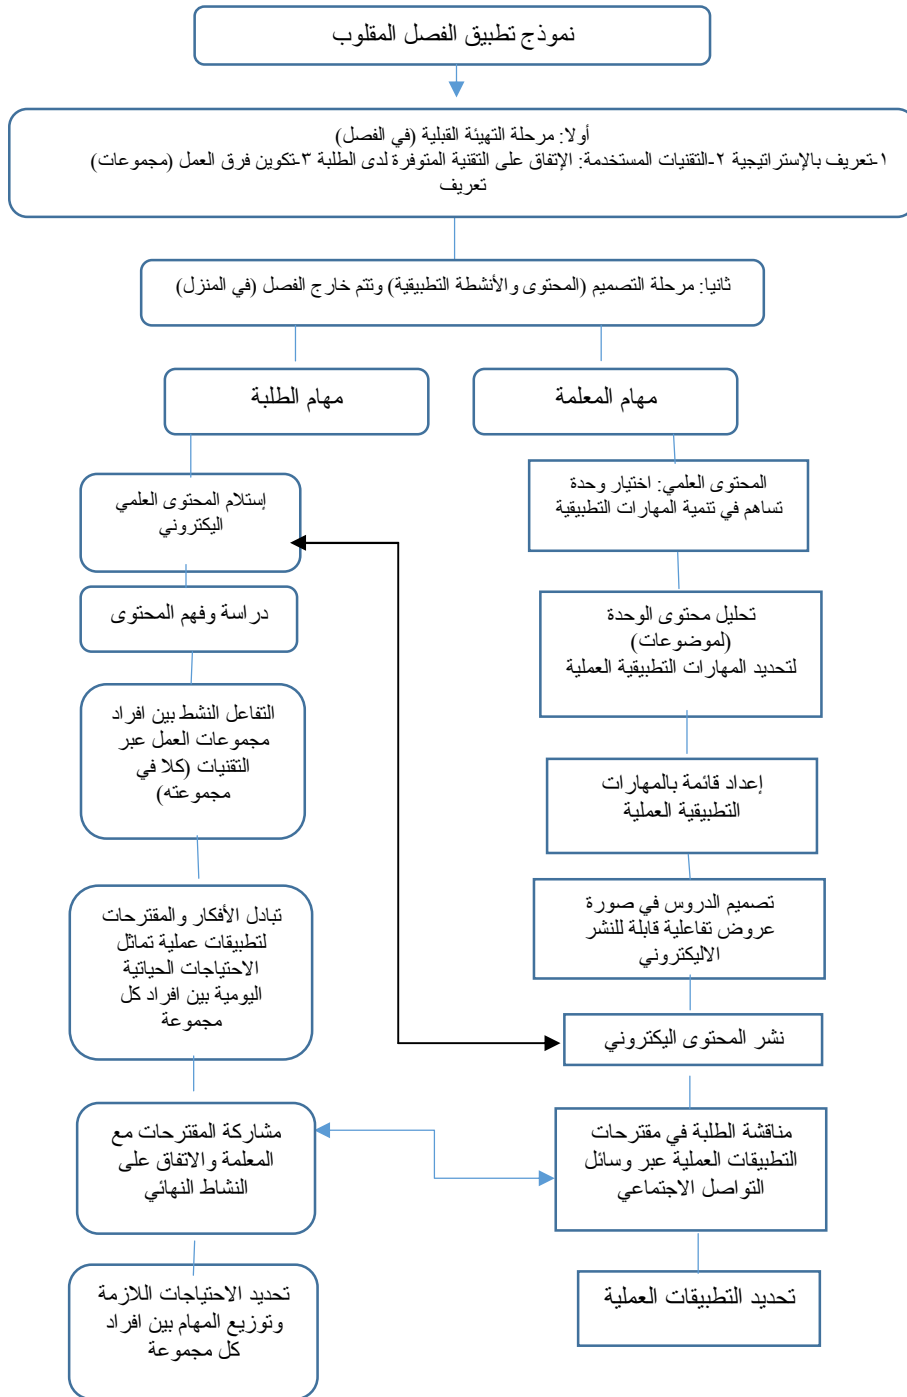 نموذج تطبيق الفصل المقلوب
أولا: مرحلة التهيئة القبلية (في الفصل)
١-تعريف بالإستراتيجية ٢-التقنيات المستخدمة: الإتفاق على التقنية المتوفرة لدى الطلبة ٣-تكوين فرق العمل (مجموعات)
تعريف
ثانيا: مرحلة التصميم (المحتوى والأنشطة التطبيقية) وتتم خارج الفصل (في المنزل)
مهام المعلمة
المحتوى العلمي: اختيار وحدة
تساهم في تنمية المهارات التطبيقية
تحليل محتوى الوحدة
(لموضوعات)
لتحديد المهارات التطبيقية العملية
إعداد قائمة بالمهارات
التطبيقية العملية
تصميم الدروس في صورة
عروض تفاعلية قابلة للنشر
الاليكتروني
نشر المحتوى اليكتروني
مناقشة الطلبة في مقترحات
التطبيقات العملية عبر وسائل
التواصل الاجتماعي
تحديد التطبيقات العملية
مهام الطلبة
إستلام المحتوى العلمي
اليكتروني
دراسة وفهم المحتوى
التفاعل النشط بين افراد
مجموعات العمل عبر
التقنيات (كلا في
مجموعته)
تبادل الأفكار والمقترحات
لتطبيقات عملية تماثل
الاحتياجات الحياتية
اليومية بين افراد كل
مجموعة
مشاركة المقترحات مع
المعلمة والاتفاق على
النشاط النهائي
تحديد الاحتياجات اللازمة
وتوزيع المهام بين افراد
كل مجموعة